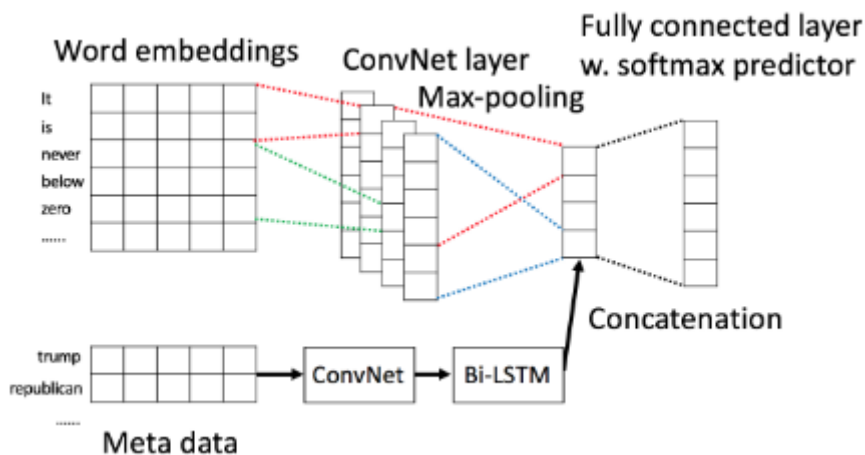 Word embeddings
It
is
never
below
zero
......
ConvNet layer
Max-pooling
Fully connected layer
w. softmax predictor
Concatenation
trump
republican
......
Meta data
ConvNet
Bi-LSTM